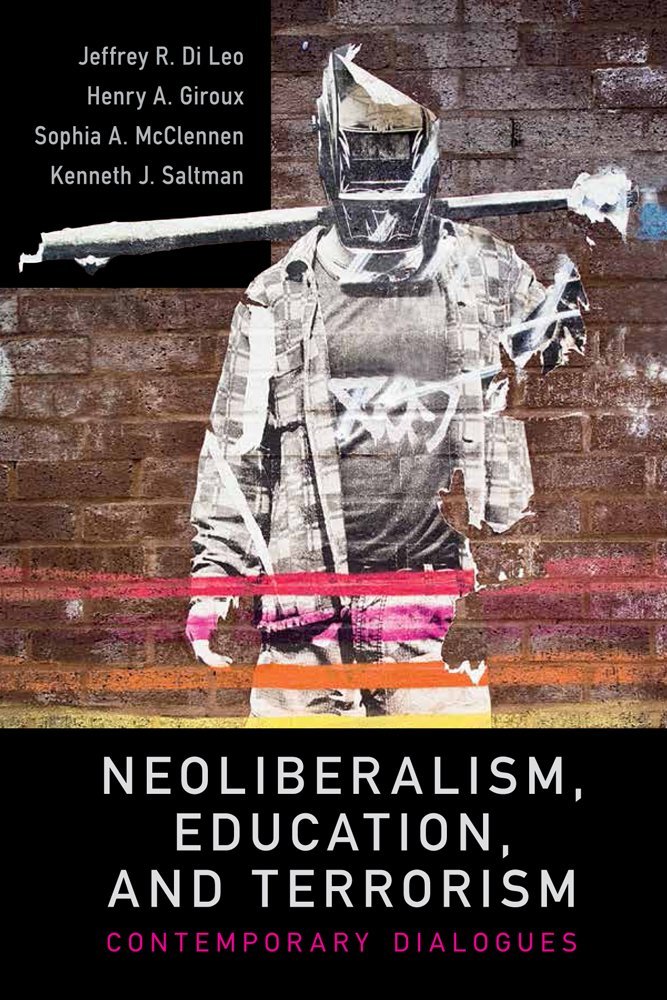 Jeffrey R. Di Leo
Henry A. Giroux
Sophia A. McClennen
Kenneth J. Saltman
NEOLIBERALISM,
EDUCATION,
AND TERRORISM
CONTEMPORARY DIALOGUES